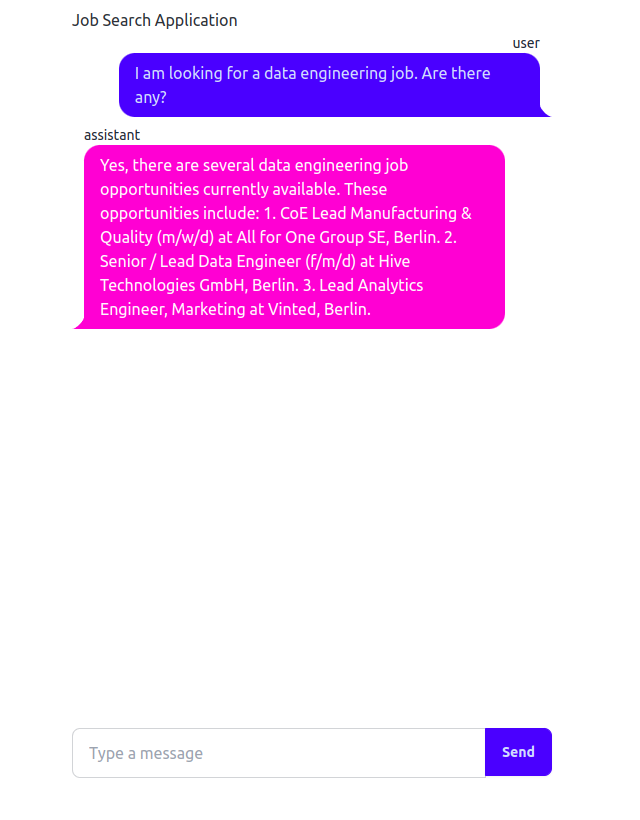 Job Search Application
user
I am looking for a data engineering job. Are there
any?
assistant
Yes, there are several data engineering job
opportunities currently available. These
opportunities include: 1. CoE Lead Manufacturing &
Quality (m/w/d) at All for One Group SE, Berlin. 2.
Senior / Lead Data Engineer (f/m/d) at Hive
Technologies GmbH, Berlin. 3. Lead Analytics
Engineer, Marketing at Vinted, Berlin.
Type a message
Send